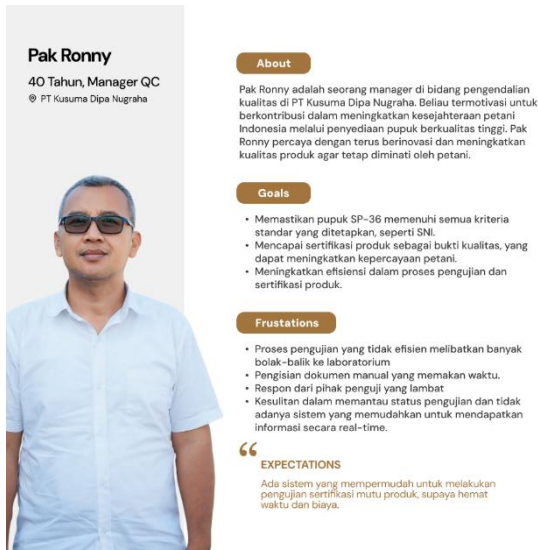 Pak Ronny
40 Tahun, Manager QC
PT Kusuma Dipa Nugraha
About
Pak Ronny adalah seorang manager di bidang pengendalian
kualitas di PT Kusuma Dipa Nugraha. Beliau termotivasi untuk
berkontribusi dalam meningkatkan kesejahteraan petani
Indonesia melalui penyediaan pupuk berkualitas tinggi. Pak
Ronny percaya dengan terus berinovasi dan meningkatkan
kualitas produk agar tetap diminati oleh petani.
Goals
• Memastikan pupuk SP-36 memenuhi semua kriteria
standar yang ditetapkan, seperti SNI.
• Mencapai sertifikasi produk sebagai bukti kualitas, yang
dapat meningkatkan kepercayaan petani.
• Meningkatkan efisiensi dalam proses pengujian dan
sertifikasi produk.
Frustations
• Proses pengujian yang tidak efisien melibatkan banyak
bolak-balik ke laboratorium
• Pengisian dokumen manual yang memakan waktu.
• Respon dari pihak penguji yang lambat
• Kesulitan dalam memantau status pengujian dan tidak
adanya sistem yang memudahkan untuk mendapatkan
informasi secara real-time.
“
EXPECTATIONS
Ada sistem yang mempermudah untuk melakukan
pengujian sertifikasi mutu produk, supaya hemat
waktu dan biaya.